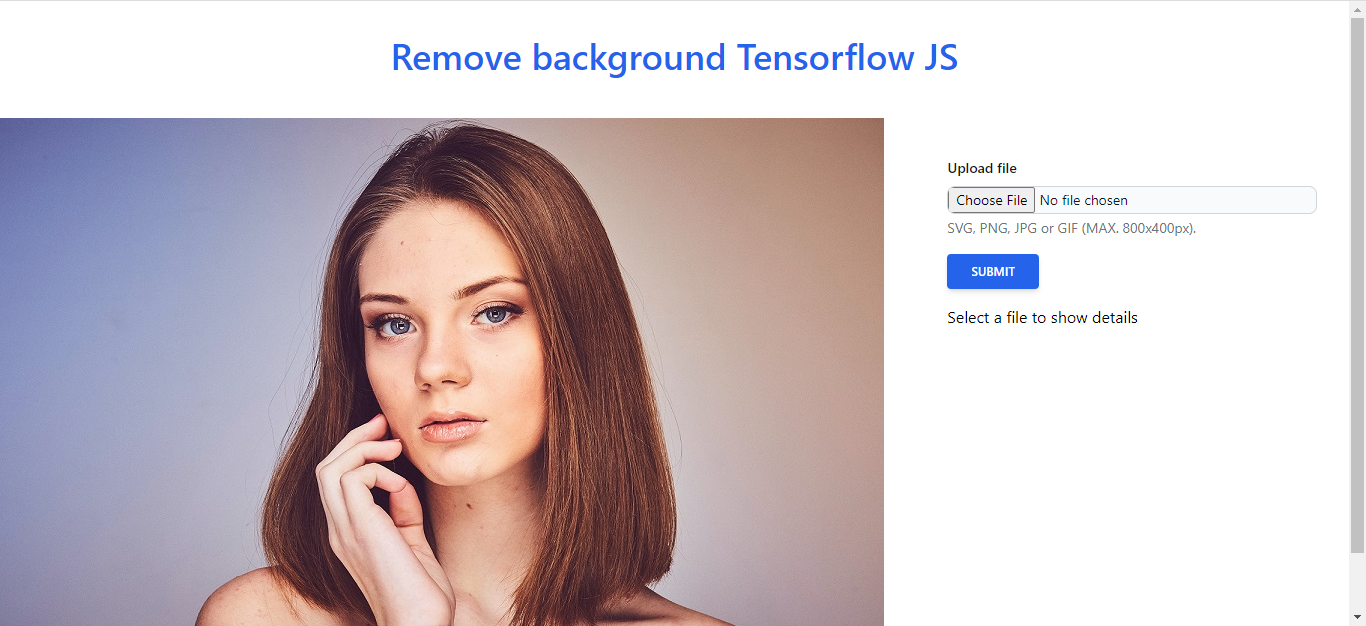 Remove background Tensorflow JS
Upload file
Choose File No file chosen
SVG, PNG, JPG or GIF (MAX. 800x400px).
SUBMIT
Select a file to show details